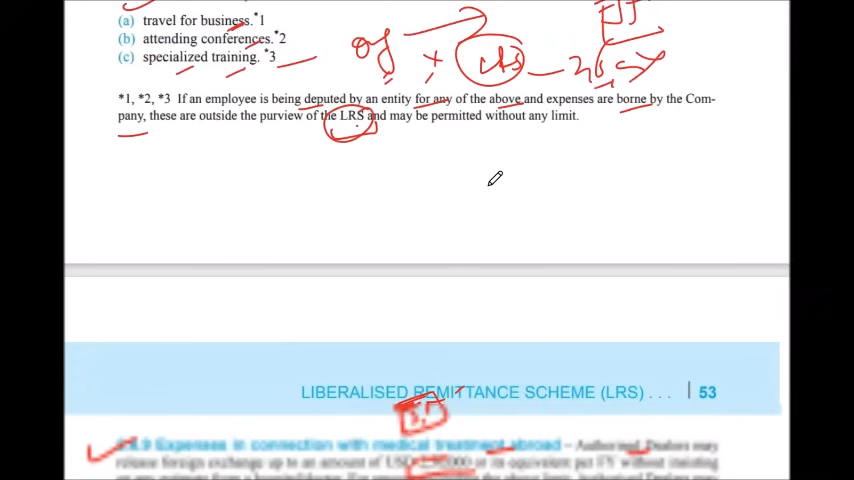 (a) travel for business.*1
(b) attending conferences.*2
(c) specialized training. *3
*1, *2, *3 If an employee is being deputed by an entity for any of the above and expenses are borne by the Com-
pany, these are outside the purview of the LRS and may be permitted without any limit.
LIBERALISED REMITTANCE SCHEME (LRS) . . . | 53
Expenses in connection with medical treatment abroad – Authorised Dealers may
release foreign exchange up to an amount of USD 2,50,000 or its equivalent per FY without insisting